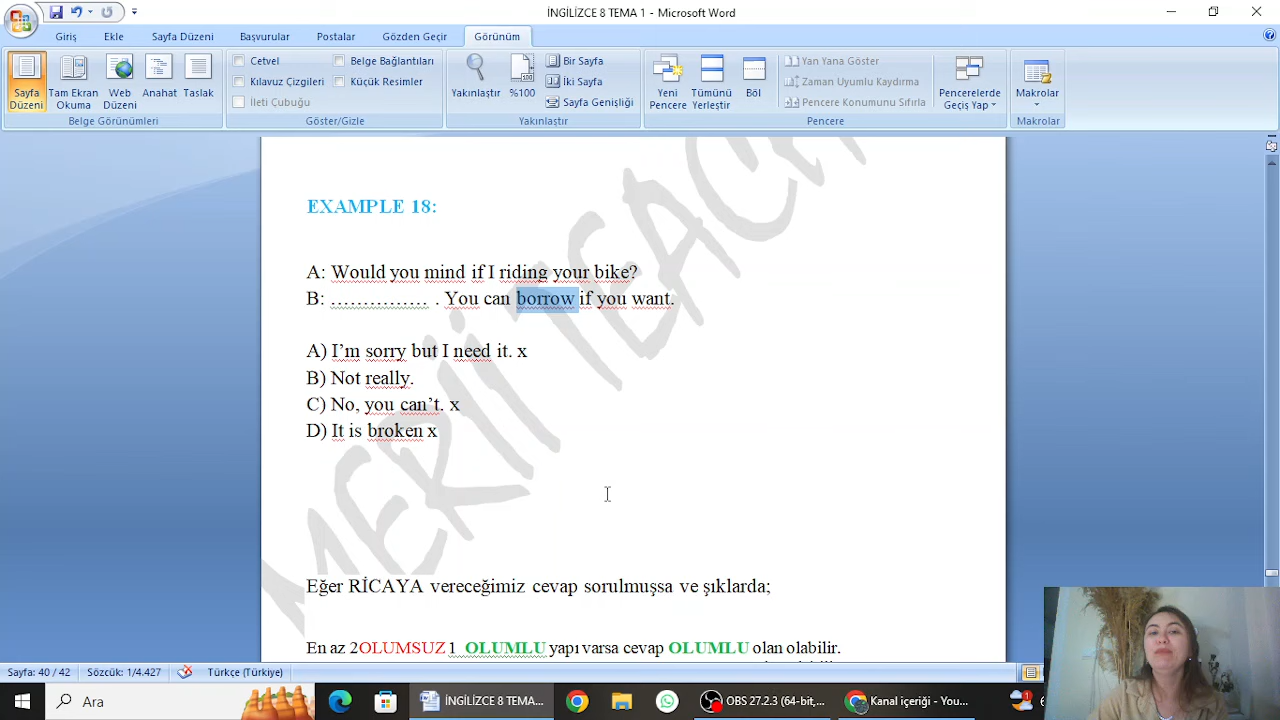 İNGİLİZCE 8 TEMA 1 - Microsoft Word
Giriş Ekle Sayfa Düzeni Başvurular Postalar Gözden Geçir Görünüm
Sayfa Düzeni
Tam Ekran Okuma
Web Düzeni
Anahat
Taslak
Belge Görünümleri
Cetvel
Kılavuz Çizgileri
İleti Çubuğu
Belge Bağlantıları
Küçük Resimler
Göster/Gizle
Yakınlaştır
%100
Bir Sayfa
İki Sayfa
Sayfa Genişliği
Yakınlaştır
Yeni Pencere
Tümünü Yerleştir
Böl
Yan Yana Göster
Zaman Uyumlu Kaydırma
Pencere Konumunu Sıfırla
Pencerelerde Geçiş Yap
Pencere
Makrolar
Makrolar
EXAMPLE 18:
A: Would you mind if I riding your bike?
B: …………… . You can borrow if you want.
A) I’m sorry but I need it. x
B) Not really.
C) No, you can’t. x
D) It is broken x
MERİİ TEACH
Eğer RİCAYA vereceğimiz cevap sorulmuşsa ve şıklarda;
En az 2OLUMSUZ 1 OLUMLU yapı varsa cevap OLUMLU olan olabilir.
Sayfa: 40 / 42 Sözcük: 1/4.427 Türkçe (Türkiye)
Ara
İNGİLİZCE 8 TEMA...
OBS 27.2.3 (64-bit,...
Kanal içeriği - You...